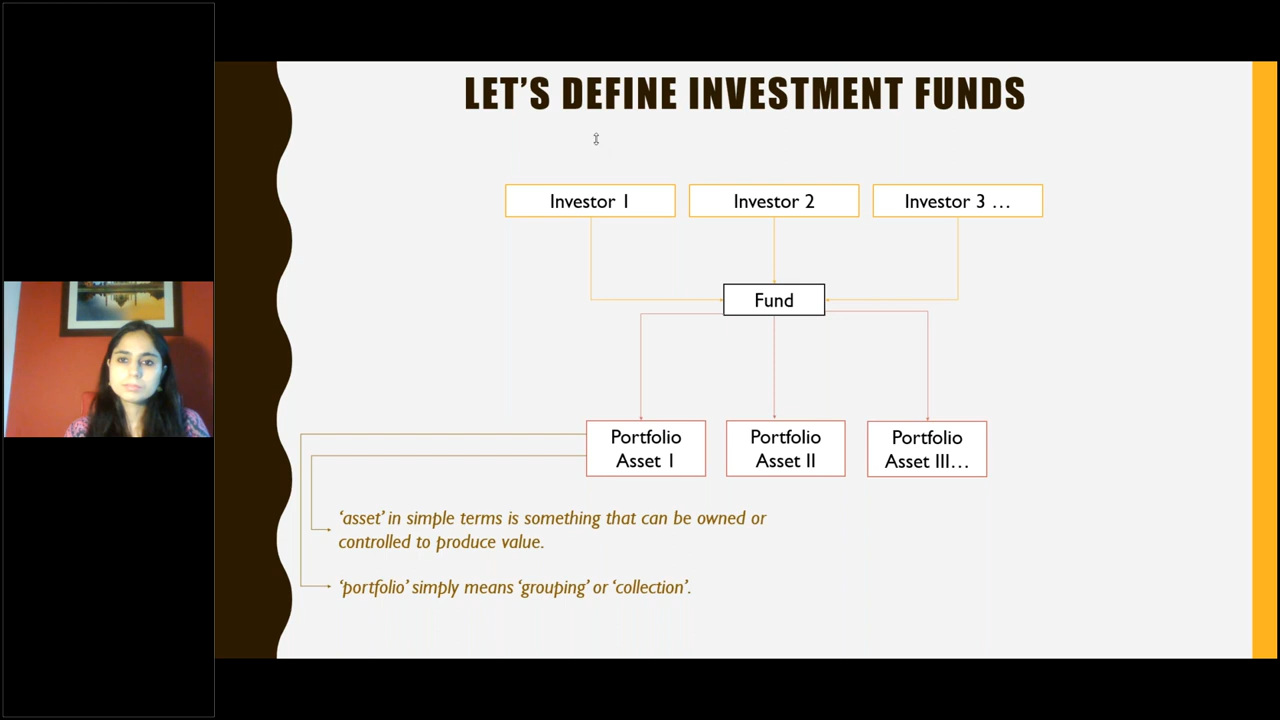 LET'S DEFINE INVESTMENT FUNDS
Investor 1
Investor 2
Investor 3 ...
Fund
Portfolio
Asset 1
Portfolio
Asset II
Portfolio
Asset III...
‘asset’ in simple terms is something that can be owned or
controlled to produce value.
‘portfolio’ simply means ‘grouping’ or ‘collection’.